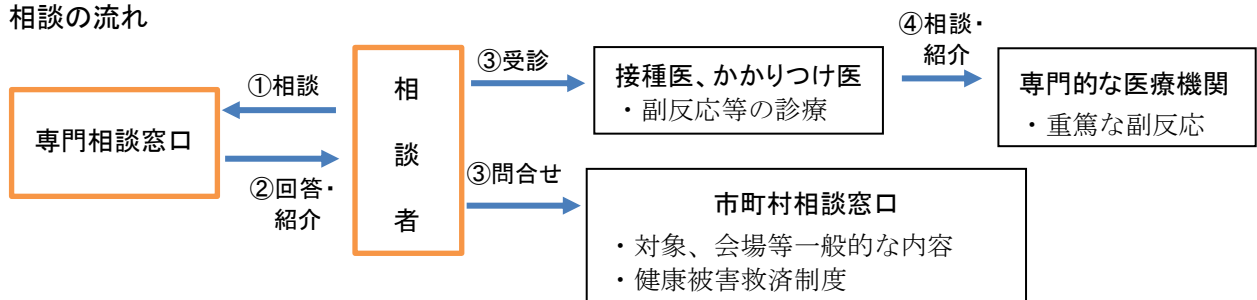 相談の流れ
専門相談窓口
①相談
②回答・
紹介
相
談
者
③受診
接種医、かかりつけ医
・副反応等の診療
④相談・
紹介
専門的な医療機関
・重篤な副反応
③問合せ
市町村相談窓口
・対象、会場等一般的な内容
・健康被害救済制度